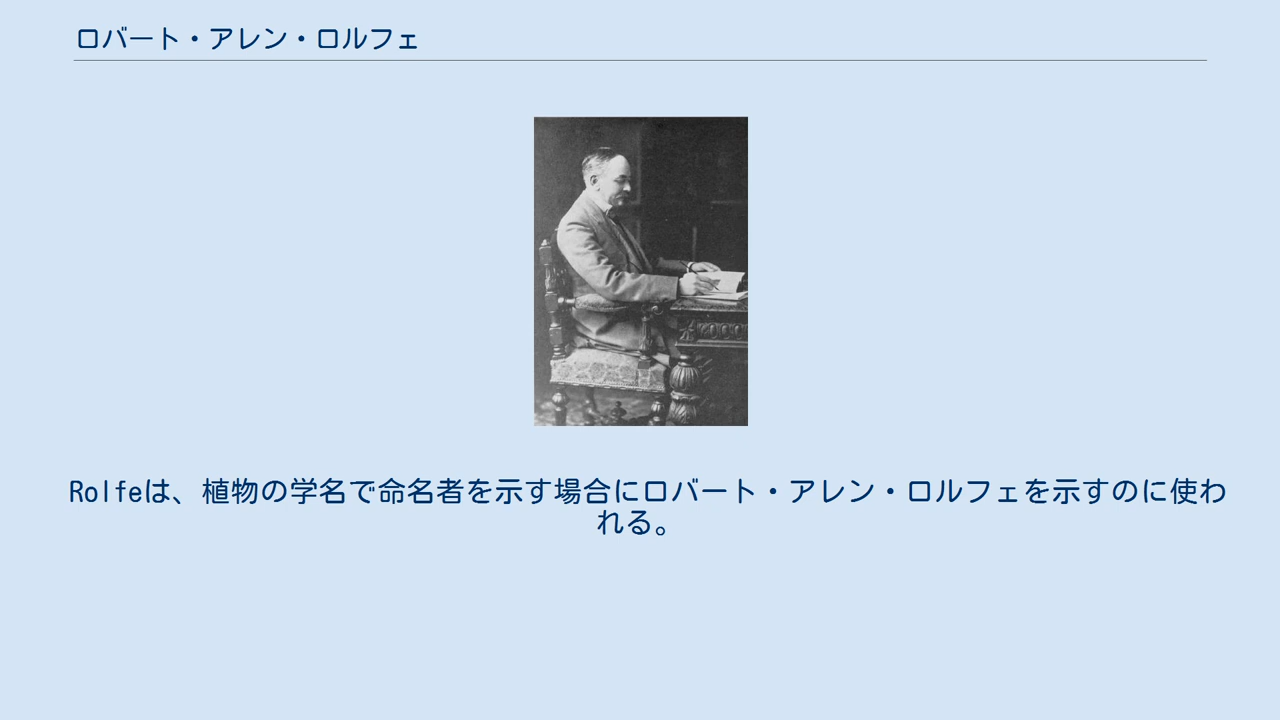 ロバート・アレン・ロルフェ
Rolfeは、植物の学名で命名者を示す場合にロバート・アレン・ロルフェを示すのに使わ
れる。